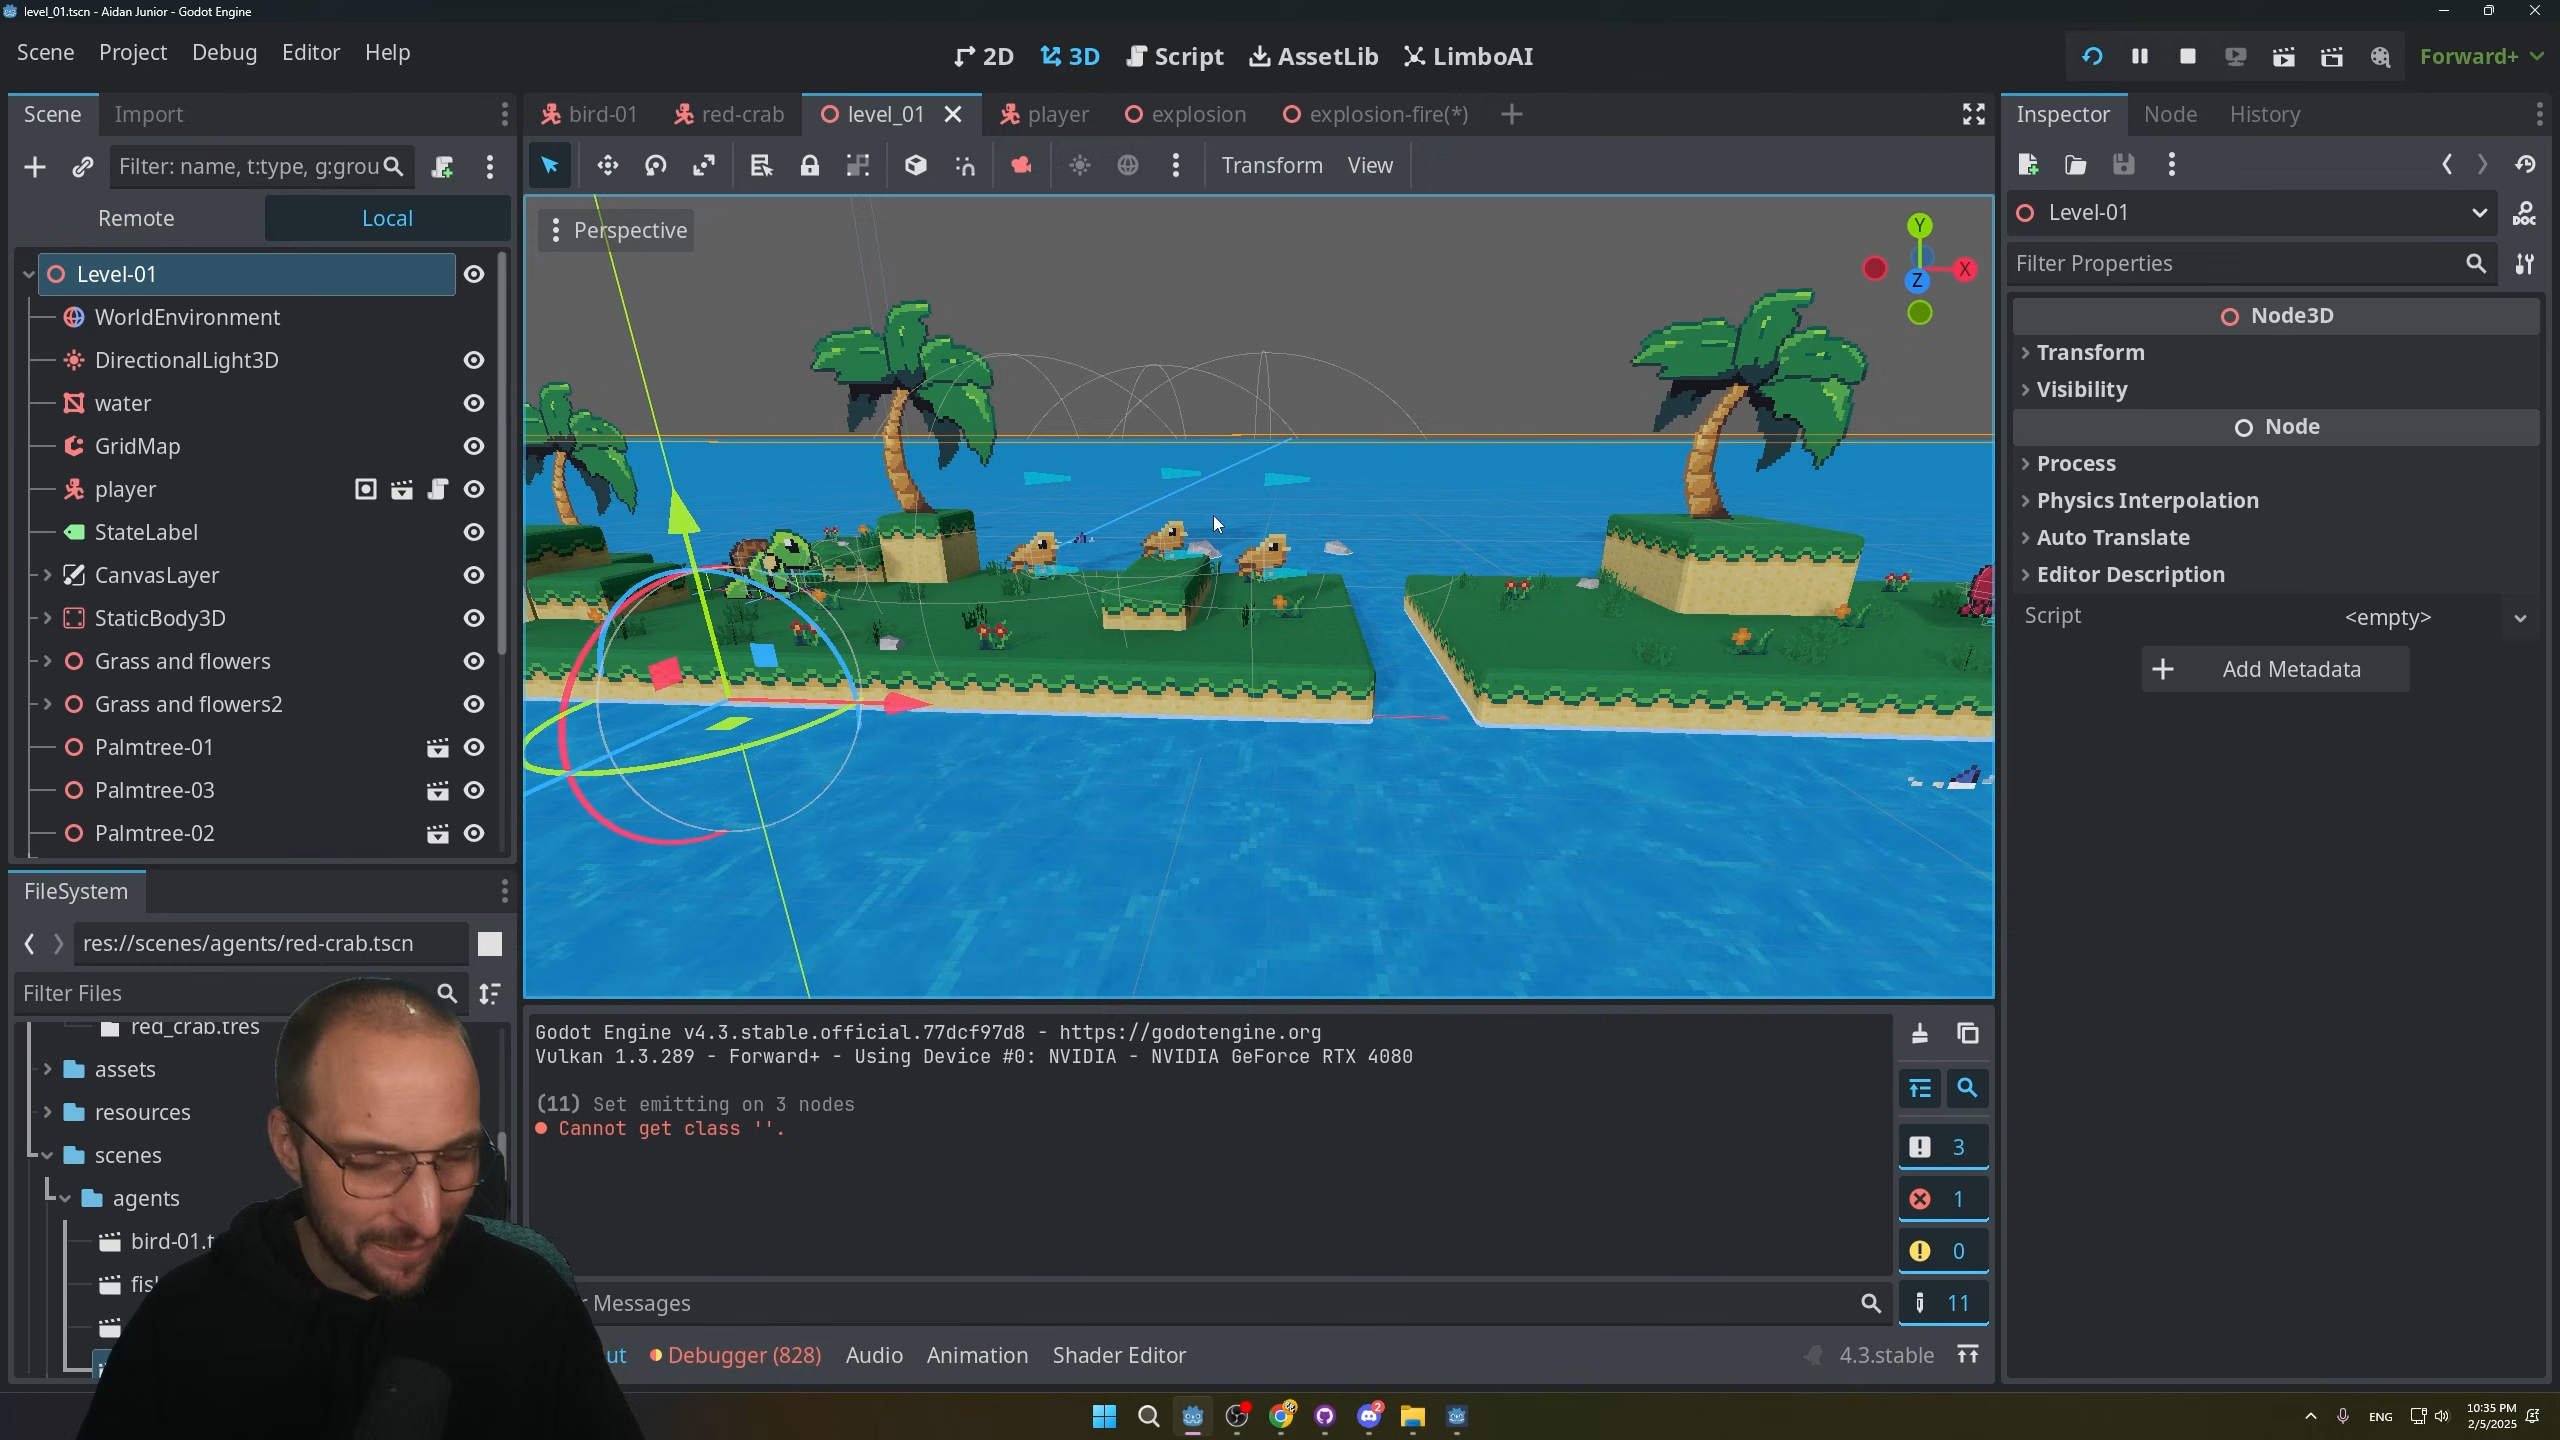 level_01.tscn - Aidan Junior - Godot Engine
Scene Project Debug Editor Help
2D 3D Script AssetLib LimboAI
Forward+
Scene Import
bird-01 red-crab level_01 player explosion explosion-fire(*)
Inspector Node History
Filter: name, t:type, g:grou
Transform View
Remote Local
Level-01
DOC
Perspective
Y
X
Z
Filter Properties
Level-01
WorldEnvironment
DirectionalLight3D
water
GridMap
player
StateLabel
CanvasLayer
StaticBody3D
Grass and flowers
Grass and flowers2
Palmtree-01
Palmtree-03
Palmtree-02
Node3D
Transform
Visibility
Node
Process
Physics Interpolation
Auto Translate
Editor Description
Script <empty>
Add Metadata
FileSystem
res://scenes/agents/red-crab.tscn
Filter Files
red_crab.tres
assets
resources
scenes
agents
bird-01.t
fis
Godot Engine v4.3.stable.official.77dcf97d8 - https://godotengine.org
Vulkan 1.3.289 - Forward+ - Using Device #0: NVIDIA - NVIDIA GeForce RTX 4080
(11) Set emitting on 3 nodes
Cannot get class ''.
3
1
0
11
Messages
ut Debugger (828) Audio Animation Shader Editor
4.3.stable
2
ENG
10:35 PM
2/5/2025